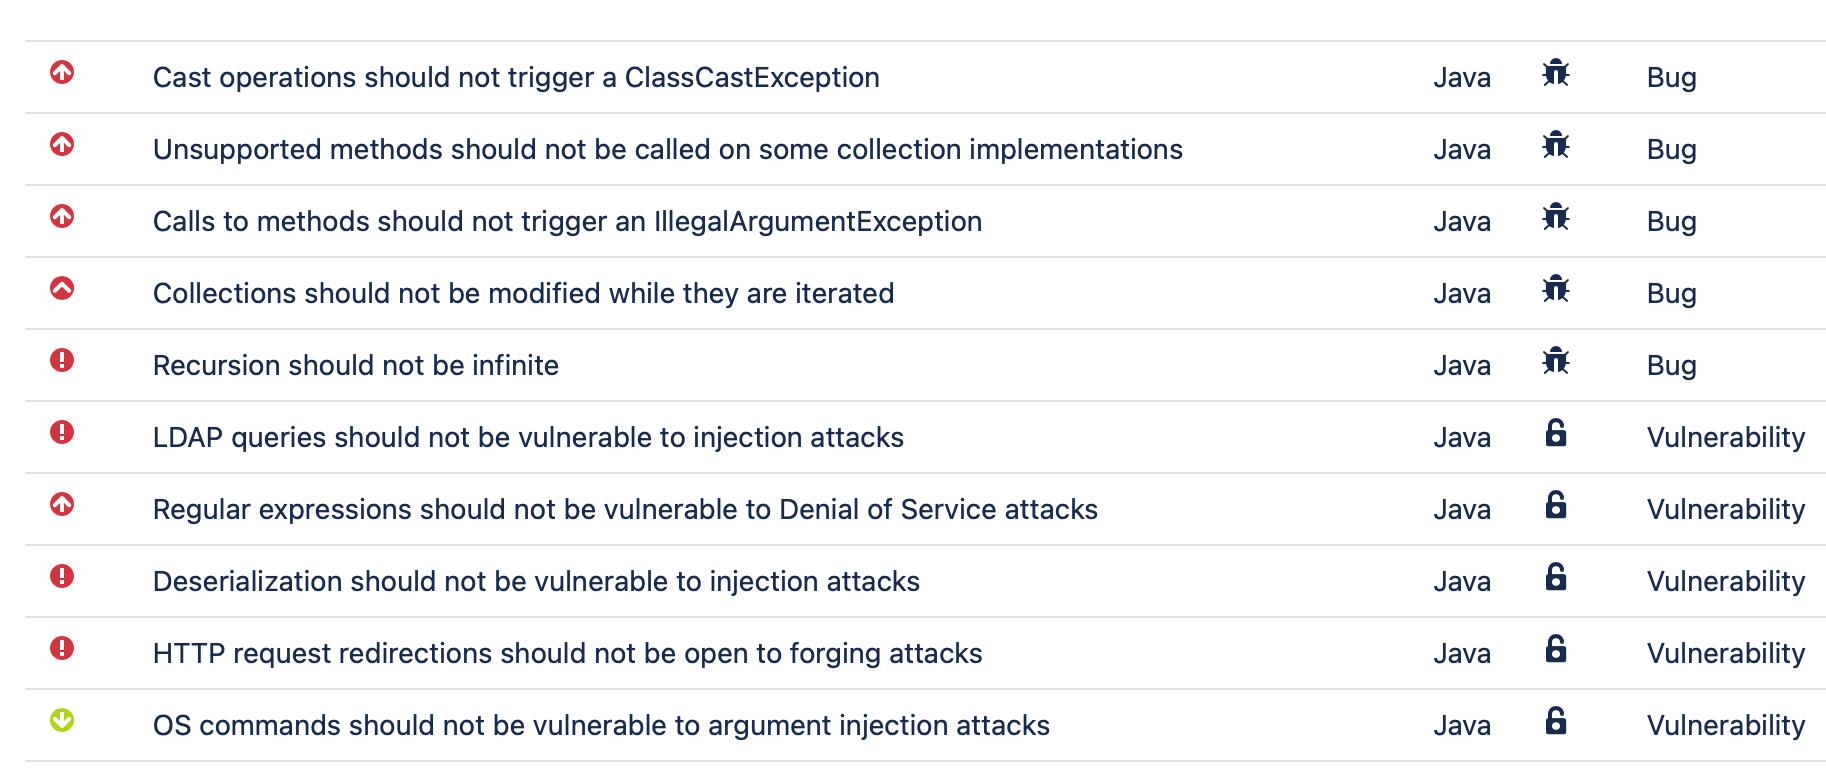 Cast operations should not trigger a ClassCastException Java Bug
Unsupported methods should not be called on some collection implementations Java Bug
Calls to methods should not trigger an IllegalArgumentException Java Bug
Collections should not be modified while they are iterated Java Bug
Recursion should not be infinite Java Bug
LDAP queries should not be vulnerable to injection attacks Java Vulnerability
Regular expressions should not be vulnerable to Denial of Service attacks Java Vulnerability
Deserialization should not be vulnerable to injection attacks Java Vulnerability
HTTP request redirections should not be open to forging attacks Java Vulnerability
OS commands should not be vulnerable to argument injection attacks Java Vulnerability